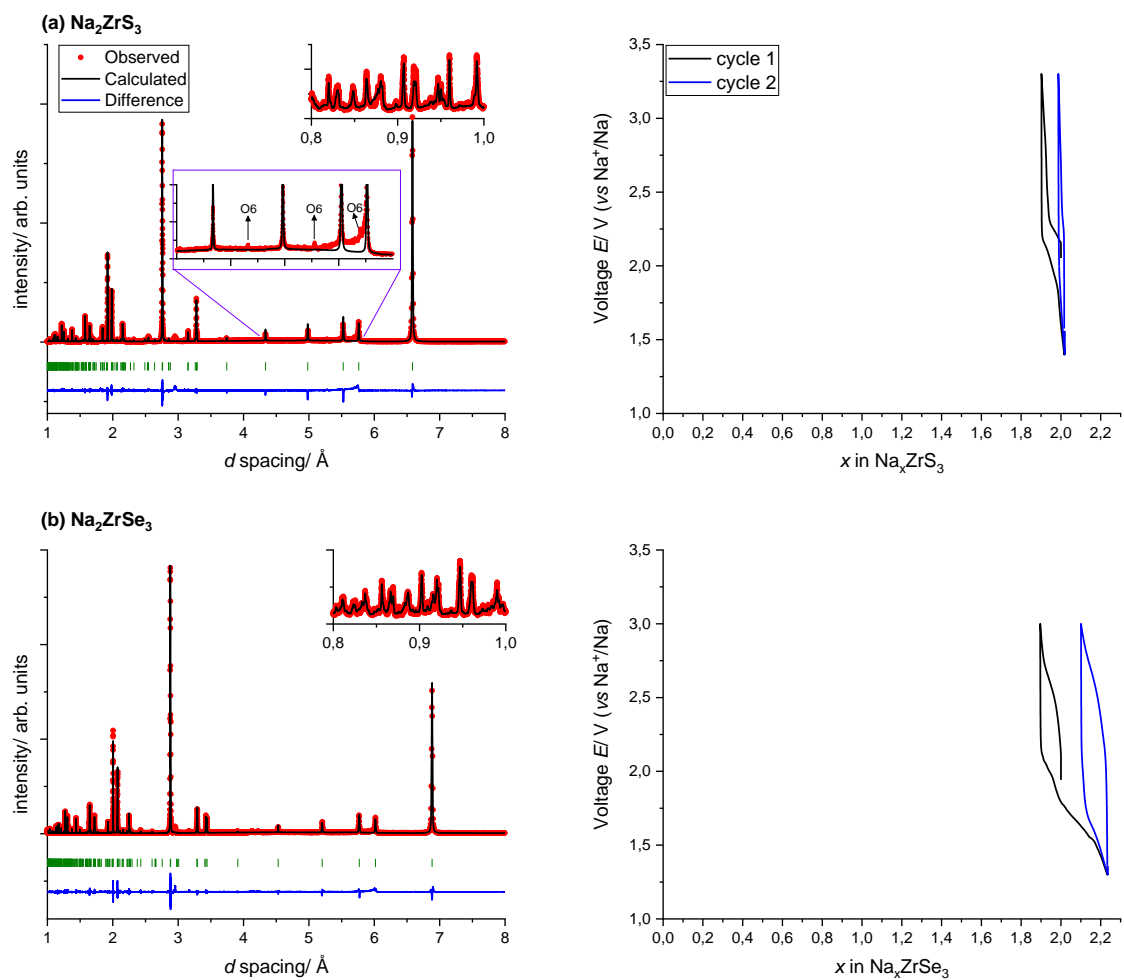 (a) Na₂ZrS₃
Observed
Calculated
Difference
0,8 0,9 1,0
O6 O6 O6
intensity/ arb. units
1 2 3 4 5 6 7 8
d spacing/ Å
cycle 1
cycle 2
3,5
3,0
2,5
2,0
1,5
1,0
Voltage E/ V (vs Na⁺/Na)
0,0 0,2 0,4 0,6 0,8 1,0 1,2 1,4 1,6 1,8 2,0 2,2
x in NaₓZrS₃
(b) Na₂ZrSe₃
0,8 0,9 1,0
intensity/ arb. units
1 2 3 4 5 6 7 8
d spacing/ Å
3,5
3,0
2,5
2,0
1,5
1,0
Voltage E/ V (vs Na⁺/Na)
0,0 0,2 0,4 0,6 0,8 1,0 1,2 1,4 1,6 1,8 2,0 2,2
x in NaₓZrSe₃